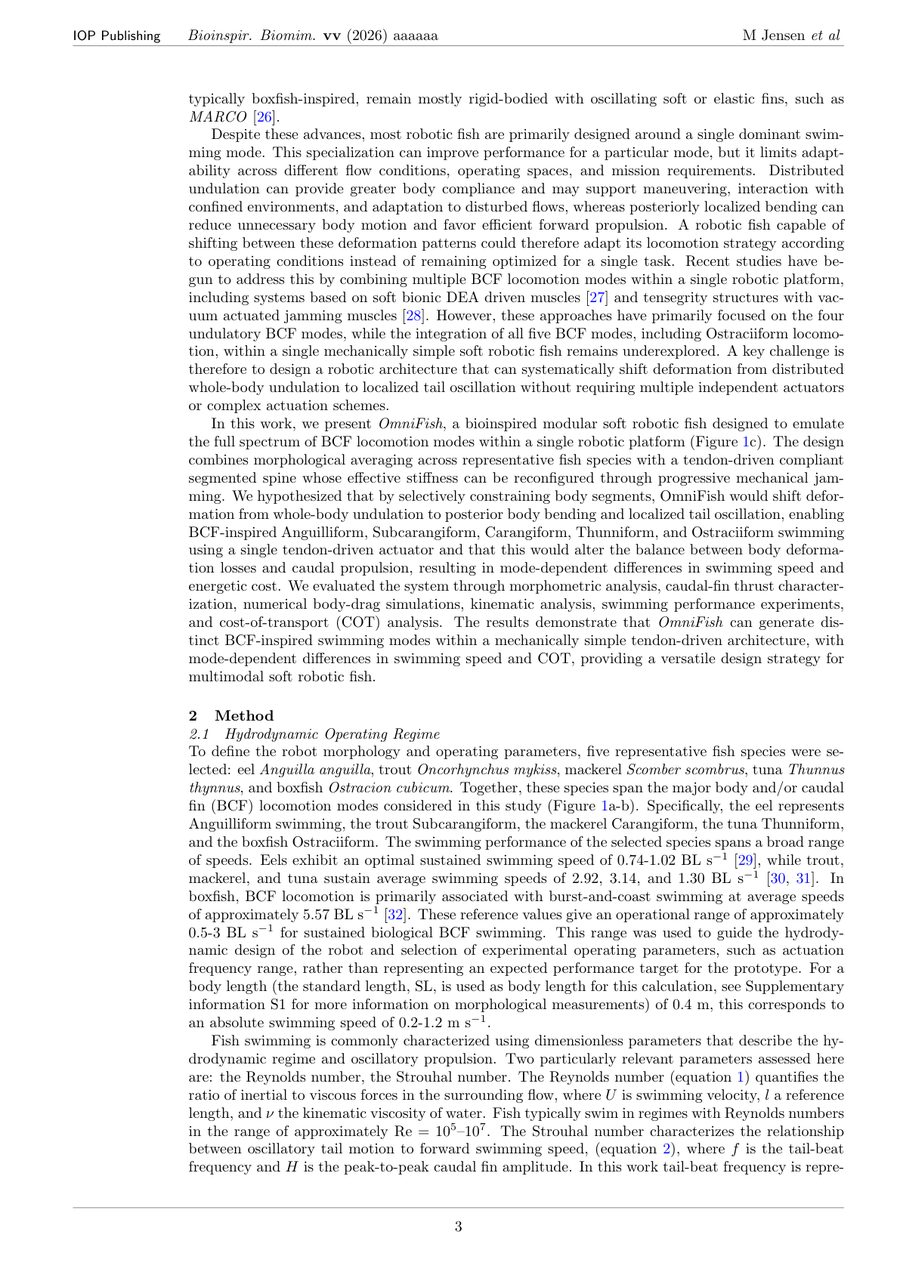 IOP Publishing Bioinspir. Biomim. vv (2026) aaaaaa M Jensen et al
typically boxfish-inspired, remain mostly rigid-bodied with oscillating soft or elastic fins, such as
MARCO [26].
Despite these advances, most robotic fish are primarily designed around a single dominant swim-
ming mode. This specialization can improve performance for a particular mode, but it limits adapt-
ability across different flow conditions, operating spaces, and mission requirements. Distributed
undulation can provide greater body compliance and may support maneuvering, interaction with
confined environments, and adaptation to disturbed flows, whereas posteriorly localized bending can
reduce unnecessary body motion and favor efficient forward propulsion. A robotic fish capable of
shifting between these deformation patterns could therefore adapt its locomotion strategy according
to operating conditions instead of remaining optimized for a single task. Recent studies have be-
gun to address this by combining multiple BCF locomotion modes within a single robotic platform,
including systems based on soft bionic DEA driven muscles [27] and tensegrity structures with vac-
uum actuated jamming muscles [28]. However, these approaches have primarily focused on the four
undulatory BCF modes, while the integration of all five BCF modes, including Ostraciiform locomo-
tion, within a single mechanically simple soft robotic fish remains underexplored. A key challenge is
therefore to design a robotic architecture that can systematically shift deformation from distributed
whole-body undulation to localized tail oscillation without requiring multiple independent actuators
or complex actuation schemes.
In this work, we present OmniFish, a bioinspired modular soft robotic fish designed to emulate
the full spectrum of BCF locomotion modes within a single robotic platform (Figure 1c). The design
combines morphological averaging across representative fish species with a tendon-driven compliant
segmented spine whose effective stiffness can be reconfigured through progressive mechanical jam-
ming. We hypothesized that by selectively constraining body segments, OmniFish would shift defor-
mation from whole-body undulation to posterior body bending and localized tail oscillation, enabling
BCF-inspired Anguilliform, Subcarangiform, Carangiform, Thunniform, and Ostraciiform swimming
using a single tendon-driven actuator and that this would alter the balance between body deforma-
tion losses and caudal propulsion, resulting in mode-dependent differences in swimming speed and
energetic cost. We evaluated the system through morphometric analysis, caudal-fin thrust character-
ization, numerical body-drag simulations, kinematic analysis, swimming performance experiments,
and cost-of-transport (COT) analysis. The results demonstrate that OmniFish can generate dis-
tinct BCF-inspired swimming modes within a mechanically simple tendon-driven architecture, with
mode-dependent differences in swimming speed and COT, providing a versatile design strategy for
multimodal soft robotic fish.
2 Method
2.1 Hydrodynamic Operating Regime
To define the robot morphology and operating parameters, five representative fish species were se-
lected: eel Anguilla anguilla, trout Oncorhynchus mykiss, mackerel Scomber scombrus, tuna Thunnus
thynnus, and boxfish Ostracion cubicum. Together, these species span the major body and/or caudal
fin (BCF) locomotion modes considered in this study (Figure 1a-b). Specifically, the eel represents
Anguilliform swimming, the trout Subcarangiform, the mackerel Carangiform, the tuna Thunniform,
and the boxfish Ostraciiform. The swimming performance of the selected species spans a broad range
of speeds. Eels exhibit an optimal sustained swimming speed of 0.74-1.02 BL s⁻¹ [29], while trout,
mackerel, and tuna sustain average swimming speeds of 2.92, 3.14, and 1.30 BL s⁻¹ [30, 31]. In
boxfish, BCF locomotion is primarily associated with burst-and-coast swimming at average speeds
of approximately 5.57 BL s⁻¹ [32]. These reference values give an operational range of approximately
0.5-3 BL s⁻¹ for sustained biological BCF swimming. This range was used to guide the hydrody-
namic design of the robot and selection of experimental operating parameters, such as actuation
frequency range, rather than representing an expected performance target for the prototype. For a
body length (the standard length, SL, is used as body length for this calculation, see Supplementary
information S1 for more information on morphological measurements) of 0.4 m, this corresponds to
an absolute swimming speed of 0.2-1.2 m s⁻¹.
Fish swimming is commonly characterized using dimensionless parameters that describe the hy-
drodynamic regime and oscillatory propulsion. Two particularly relevant parameters assessed here
are: the Reynolds number, the Strouhal number. The Reynolds number (equation 1) quantifies the
ratio of inertial to viscous forces in the surrounding flow, where U is swimming velocity, l a reference
length, and ν the kinematic viscosity of water. Fish typically swim in regimes with Reynolds numbers
in the range of approximately Re = 10⁵–10⁷. The Strouhal number characterizes the relationship
between oscillatory tail motion to forward swimming speed, (equation 2), where f is the tail-beat
frequency and H is the peak-to-peak caudal fin amplitude. In this work tail-beat frequency is repre-
3